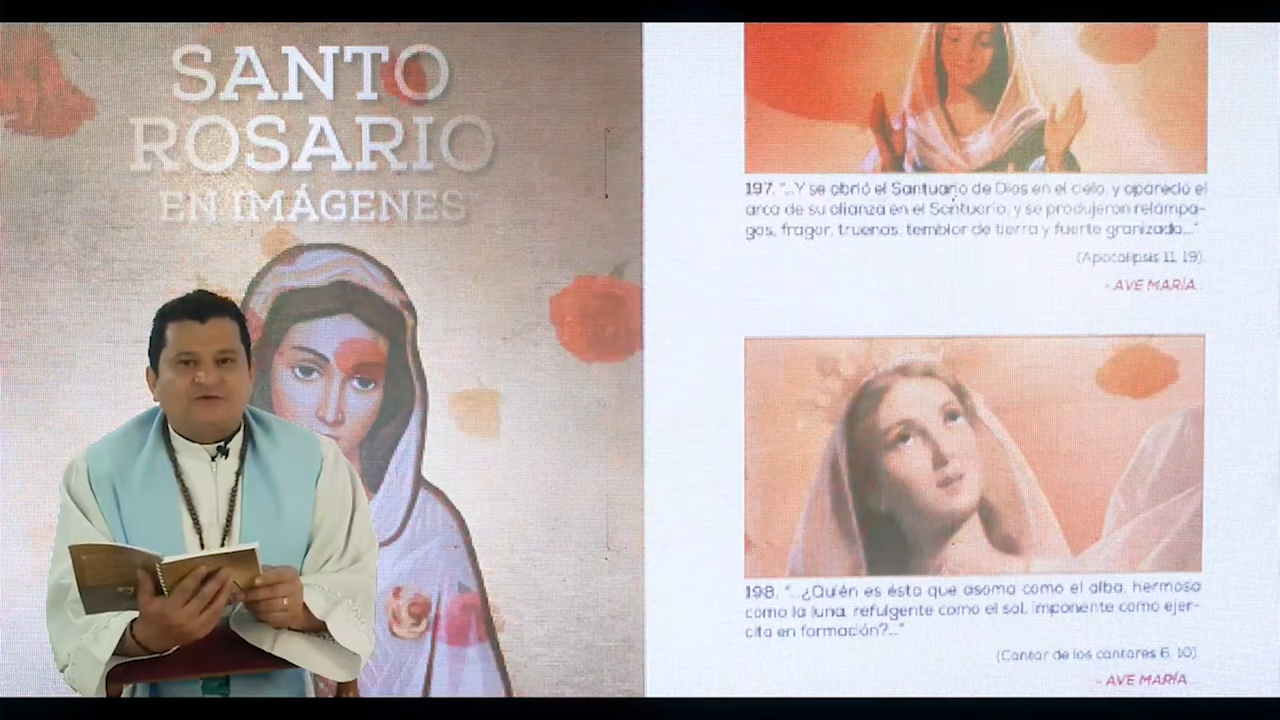 SANTO
ROSARIO
EN IMÁGENES
197. "...Y se abrió el Santuario de Dios en el cielo, y apareció el
arca de su alianza en el Santuario, y se produjeron relámpa-
gos, fragor, truenos, temblor de tierra y fuerte granizada..."
(Apocalipsis 11, 19).
- AVE MARÍA...
198. "...¿Quién es ésta que asoma como el alba, hermosa
como la luna, refulgente como el sol, imponente como ejér-
cito en formación?..."
(Cantar de los cantares 6, 10).
- AVE MARÍA...